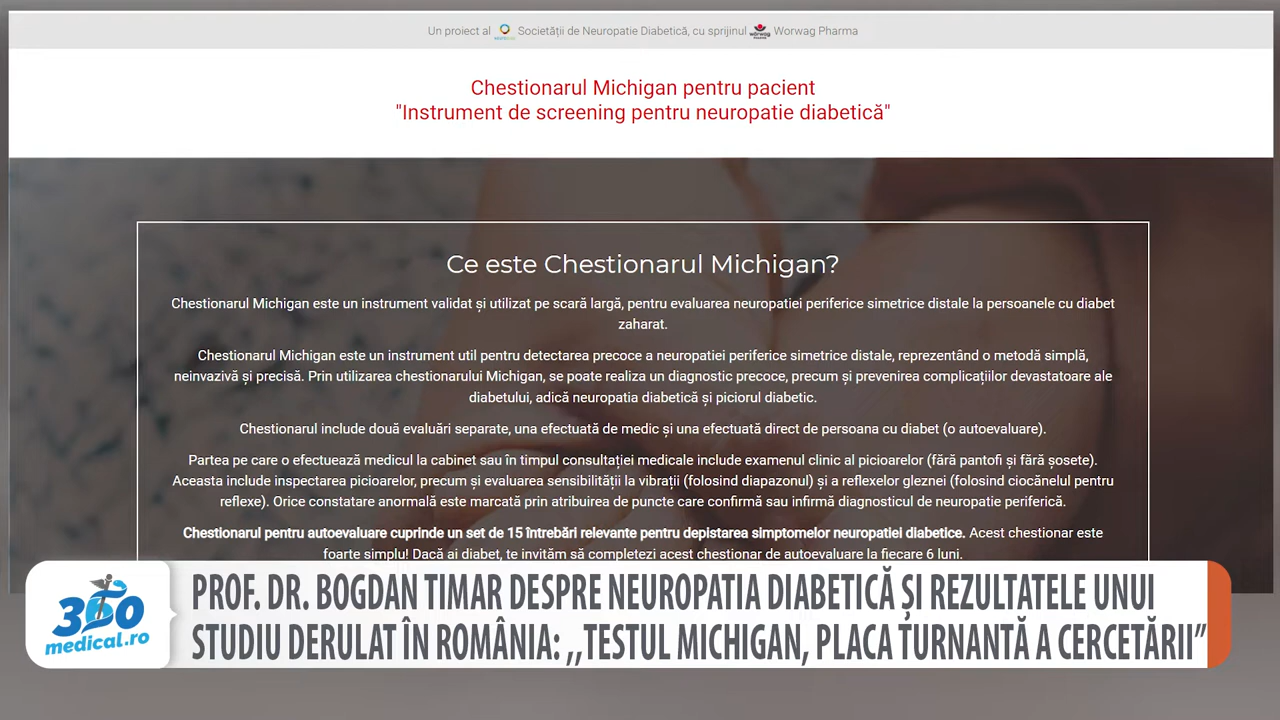 Un proiect al Societății de Neuropatie Diabetică, cu sprijinul wörwag PHARMA Worwag Pharma
Chestionarul Michigan pentru pacient
"Instrument de screening pentru neuropatie diabetică"
Ce este Chestionarul Michigan?
Chestionarul Michigan este un instrument validat și utilizat pe scară largă, pentru evaluarea neuropatiei periferice simetrice distale la persoanele cu diabet
zaharat.
Chestionarul Michigan este un instrument util pentru detectarea precoce a neuropatiei periferice simetrice distale, reprezentând o metodă simplă,
neinvazivă și precisă. Prin utilizarea chestionarului Michigan, se poate realiza un diagnostic precoce, precum și prevenirea complicațiilor devastatoare ale
diabetului, adică neuropatia diabetică și piciorul diabetic.
Chestionarul include două evaluări separate, una efectuată de medic și una efectuată direct de persoana cu diabet (o autoevaluare).
Partea pe care o efectuează medicul la cabinet sau în timpul consultației medicale include examenul clinic al picioarelor (fără pantofi și fără șosete).
Aceasta include inspectarea picioarelor, precum și evaluarea sensibilității la vibrații (folosind diapazonul) și a reflexelor gleznei (folosind ciocănelul pentru
reflexe). Orice constatare anormală este marcată prin atribuirea de puncte care confirmă sau infirmă diagnosticul de neuropatie periferică.
Chestionarul pentru autoevaluare cuprinde un set de 15 întrebări relevante pentru depistarea simptomelor neuropatiei diabetice. Acest chestionar este
foarte simplu! Dacă ai diabet, te invităm să completezi acest chestionar de autoevaluare la fiecare 6 luni.
360
medical.ro
PROF. DR. BOGDAN TIMAR DESPRE NEUROPATIA DIABETICĂ ȘI REZULTATELE UNUI
STUDIU DERULAT ÎN ROMÂNIA: ,,TESTUL MICHIGAN, PLACA TURNANTĂ A CERCETĂRII”